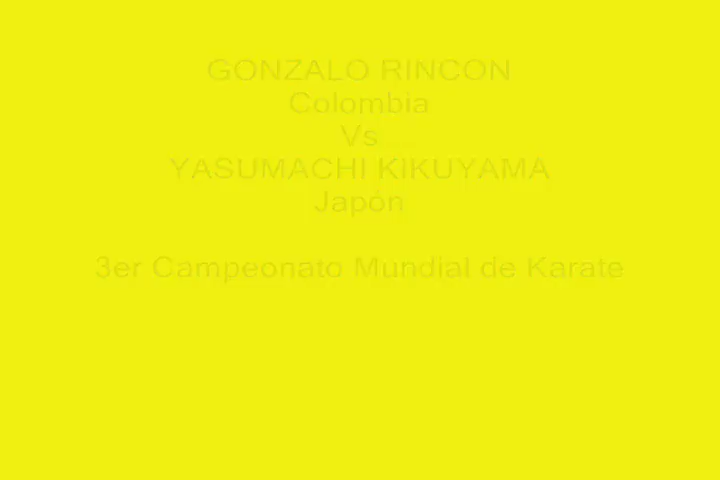 GONZALO RINCON
Colombia
Vs
YASUMACHI KIKUYAMA
Japón
3er Campeonato Mundial de Karate